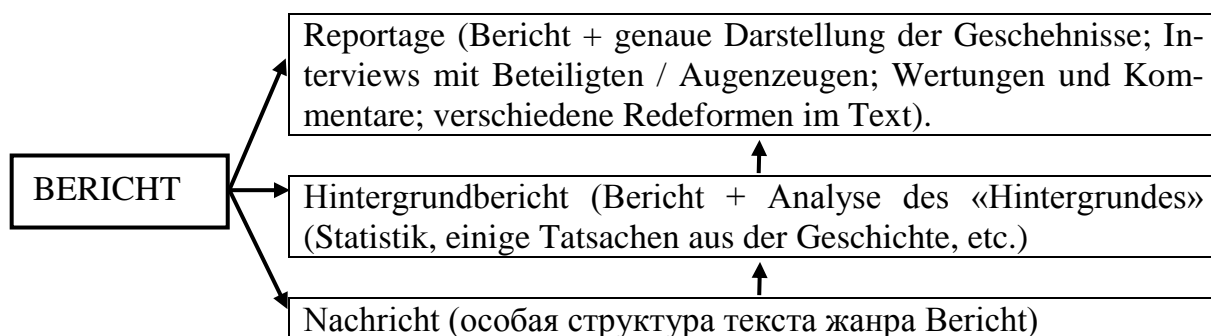 Reportage (Bericht + genaue Darstellung der Geschehnisse; In-
terviews mit Beteiligten / Augenzeugen; Wertungen und Kom-
mentare; verschiedene Redeformen im Text).
BERICHT
Hintergrundbericht (Bericht + Analyse des «Hintergrundes»
(Statistik, einige Tatsachen aus der Geschichte, etc.)
Nachricht (особая структура текста жанра Bericht)